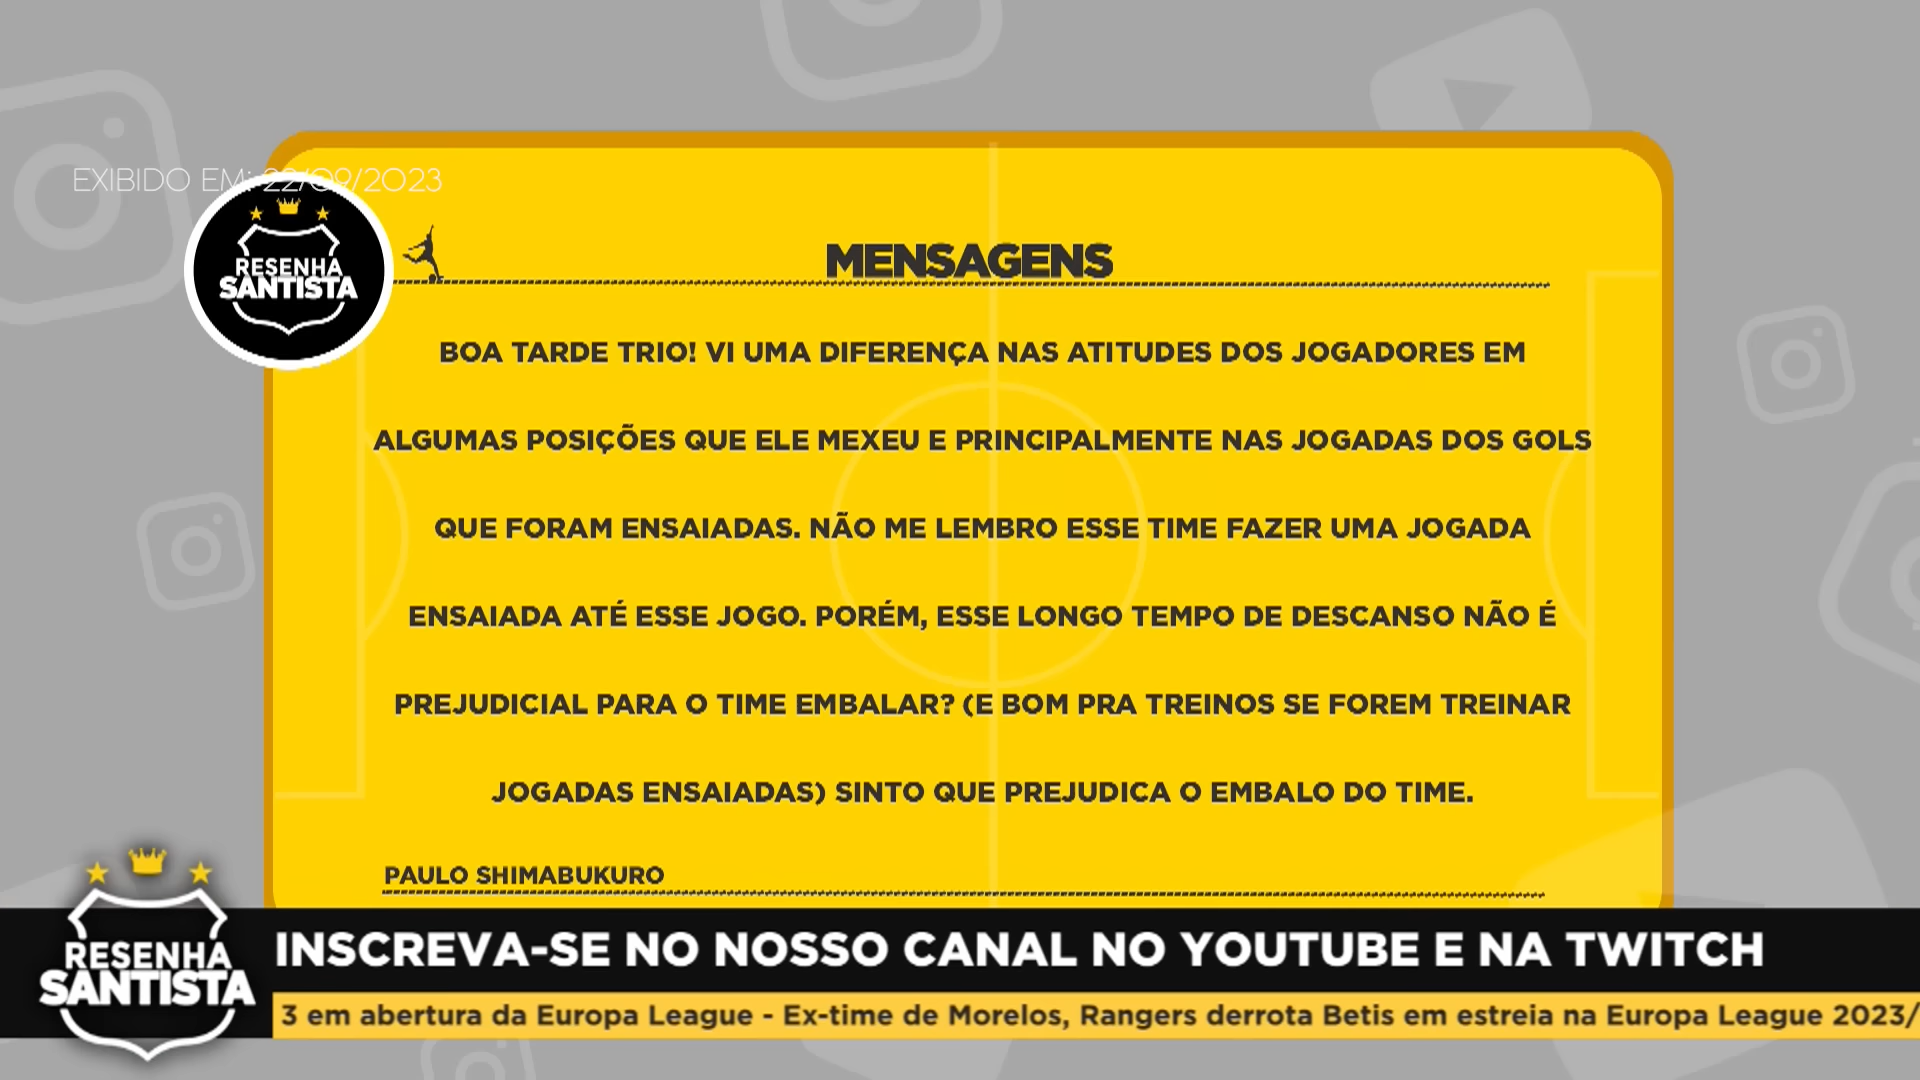 EXIBIDO EM: 22/09/2023
RESENHA
SANTISTA
MENSAGENS
BOA TARDE TRIO! VI UMA DIFERENÇA NAS ATITUDES DOS JOGADORES EM
ALGUMAS POSIÇÕES QUE ELE MEXEU E PRINCIPALMENTE NAS JOGADAS DOS GOLS
QUE FORAM ENSAIADAS. NÃO ME LEMBRO ESSE TIME FAZER UMA JOGADA
ENSAIADA ATÉ ESSE JOGO. PORÉM, ESSE LONGO TEMPO DE DESCANSO NÃO É
PREJUDICIAL PARA O TIME EMBALAR? (E BOM PRA TREINOS SE FOREM TREINAR
JOGADAS ENSAIADAS) SINTO QUE PREJUDICA O EMBALO DO TIME.
PAULO SHIMABUKURO
RESENHA
SANTISTA
INSCREVA-SE NO NOSSO CANAL NO YOUTUBE E NA TWITCH
3 em abertura da Europa League - Ex-time de Morelos, Rangers derrota Betis em estreia na Europa League 2023/